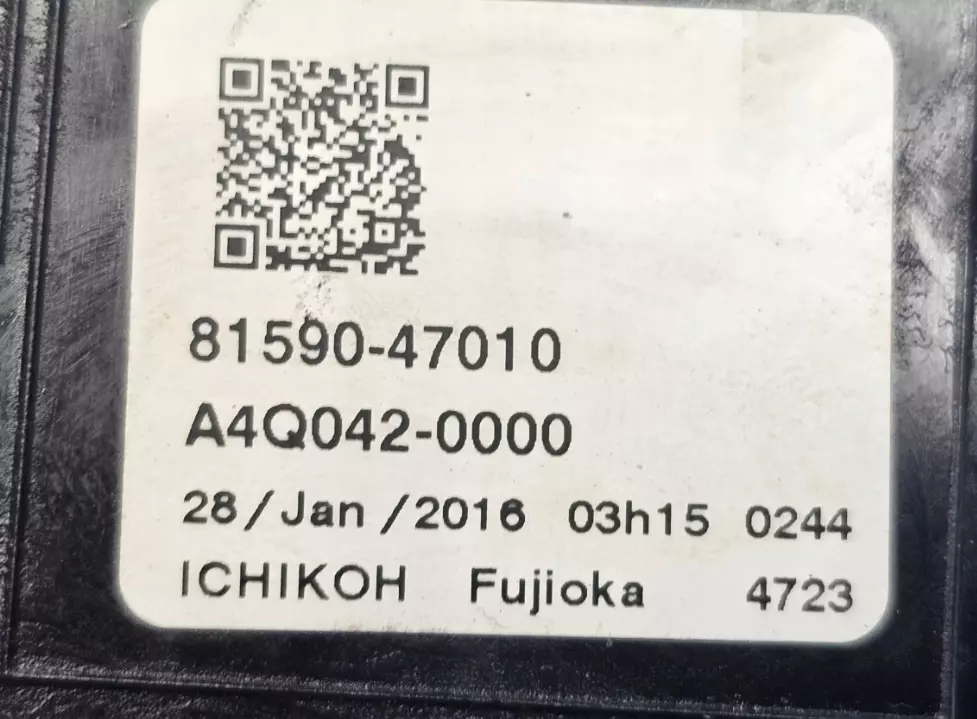 81590-47010
A4Q042-0000
28/Jan/2016 03h15 0244
ICHIKOH Fujioka 4723